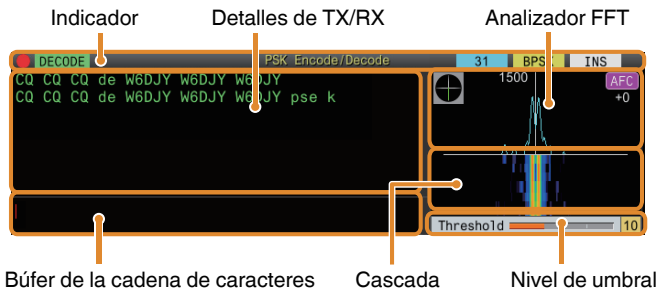 Indicador Detalles de TX/RX Analizador FFT
DECODE PSK Encode/Decode 31 BPSK INS
CQ CQ CQ de W6DJY W6DJY W6DJY
CQ CQ CQ de W6DJY W6DJY W6DJY pse k
1500 AFC
+0
Threshold 10
Búfer de la cadena de caracteres Cascada Nivel de umbral